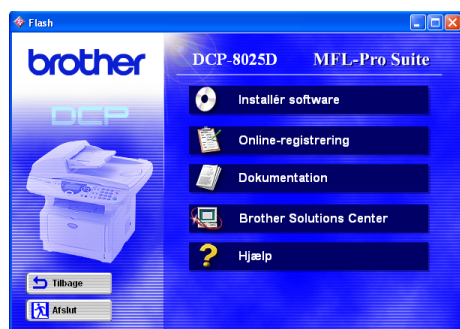 Flash
brother
DCP-8025D MFL-Pro Suite
DCP
Installér software
Online-registrering
Dokumentation
Brother Solutions Center
Hjælp
Tilbage
Afslut